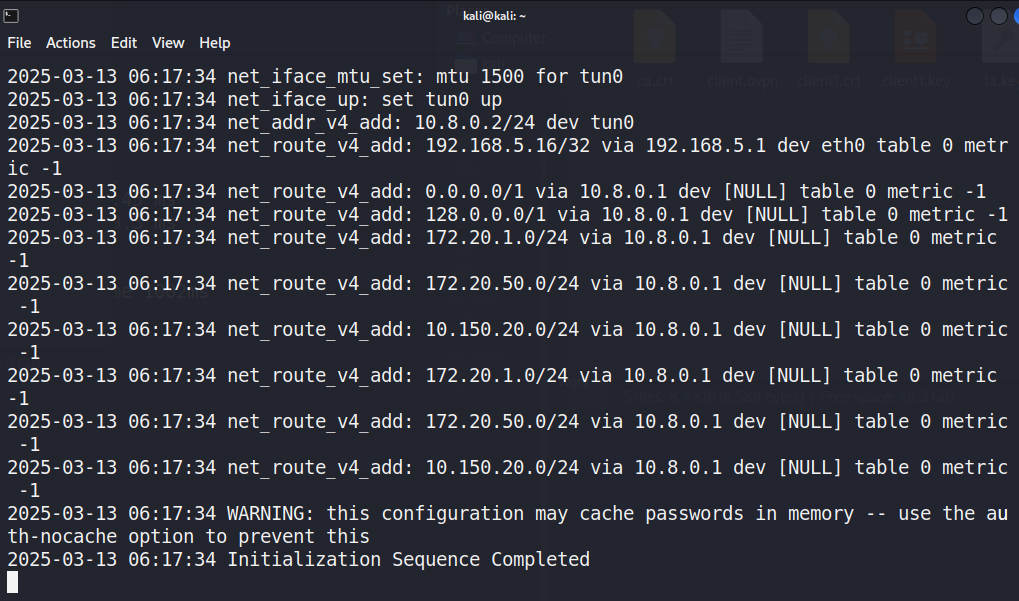 kali@kali: ~
File Actions Edit View Help
Computer
ca.crt client.ovpn client1.crt client1.key
2025-03-13 06:17:34 net_iface_mtu_set: mtu 1500 for tun0
2025-03-13 06:17:34 net_iface_up: set tun0 up
2025-03-13 06:17:34 net_addr_v4_add: 10.8.0.2/24 dev tun0
2025-03-13 06:17:34 net_route_v4_add: 192.168.5.16/32 via 192.168.5.1 dev eth0 table 0 metr
ic -1
2025-03-13 06:17:34 net_route_v4_add: 0.0.0.0/1 via 10.8.0.1 dev [NULL] table 0 metric -1
2025-03-13 06:17:34 net_route_v4_add: 128.0.0.0/1 via 10.8.0.1 dev [NULL] table 0 metric -1
2025-03-13 06:17:34 net_route_v4_add: 172.20.1.0/24 via 10.8.0.1 dev [NULL] table 0 metric
-1
2025-03-13 06:17:34 net_route_v4_add: 172.20.50.0/24 via 10.8.0.1 dev [NULL] table 0 metric
-1
2025-03-13 06:17:34 net_route_v4_add: 10.150.20.0/24 via 10.8.0.1 dev [NULL] table 0 metric
-1
2025-03-13 06:17:34 net_route_v4_add: 172.20.1.0/24 via 10.8.0.1 dev [NULL] table 0 metric
-1
2025-03-13 06:17:34 net_route_v4_add: 172.20.50.0/24 via 10.8.0.1 dev [NULL] table 0 metric
-1
2025-03-13 06:17:34 net_route_v4_add: 10.150.20.0/24 via 10.8.0.1 dev [NULL] table 0 metric
-1
2025-03-13 06:17:34 WARNING: this configuration may cache passwords in memory -- use the au
th-nocache option to prevent this
2025-03-13 06:17:34 Initialization Sequence Completed